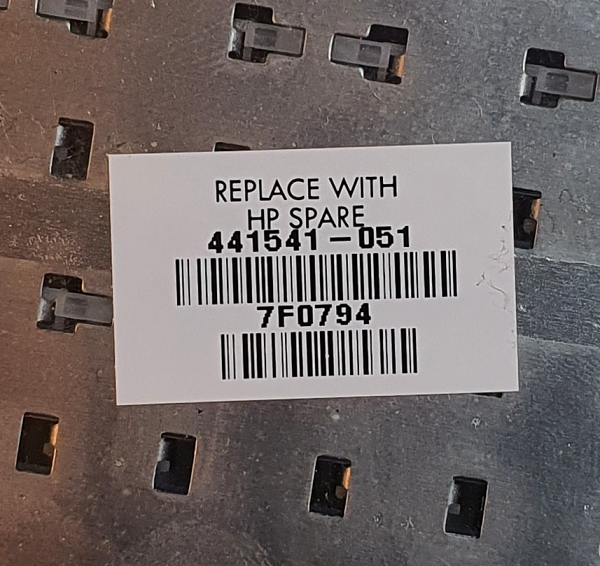 REPLACE WITH
HP SPARE
441541-051
7F0794